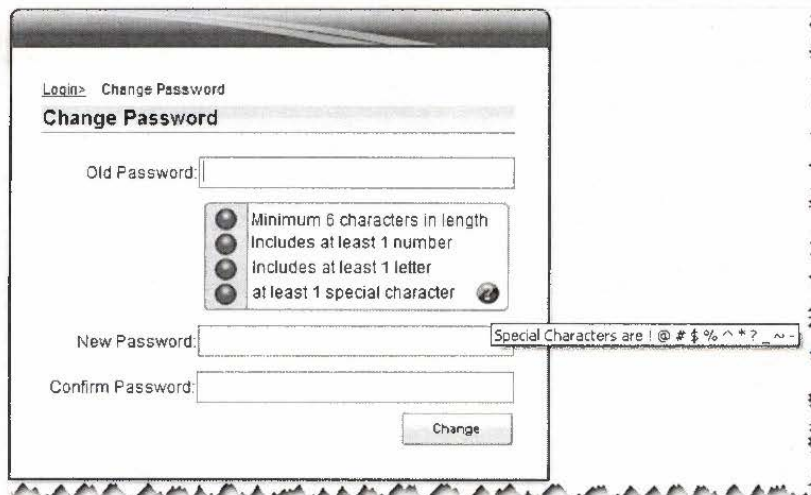 Login> Change Password
Change Password
Old Password:
Minimum 6 characters in length
Includes at least 1 number
Includes at least 1 letter
at least 1 special character
Special Characters are ! @ # $ % ^ * ? _ ~ -
New Password:
Confirm Password:
Change